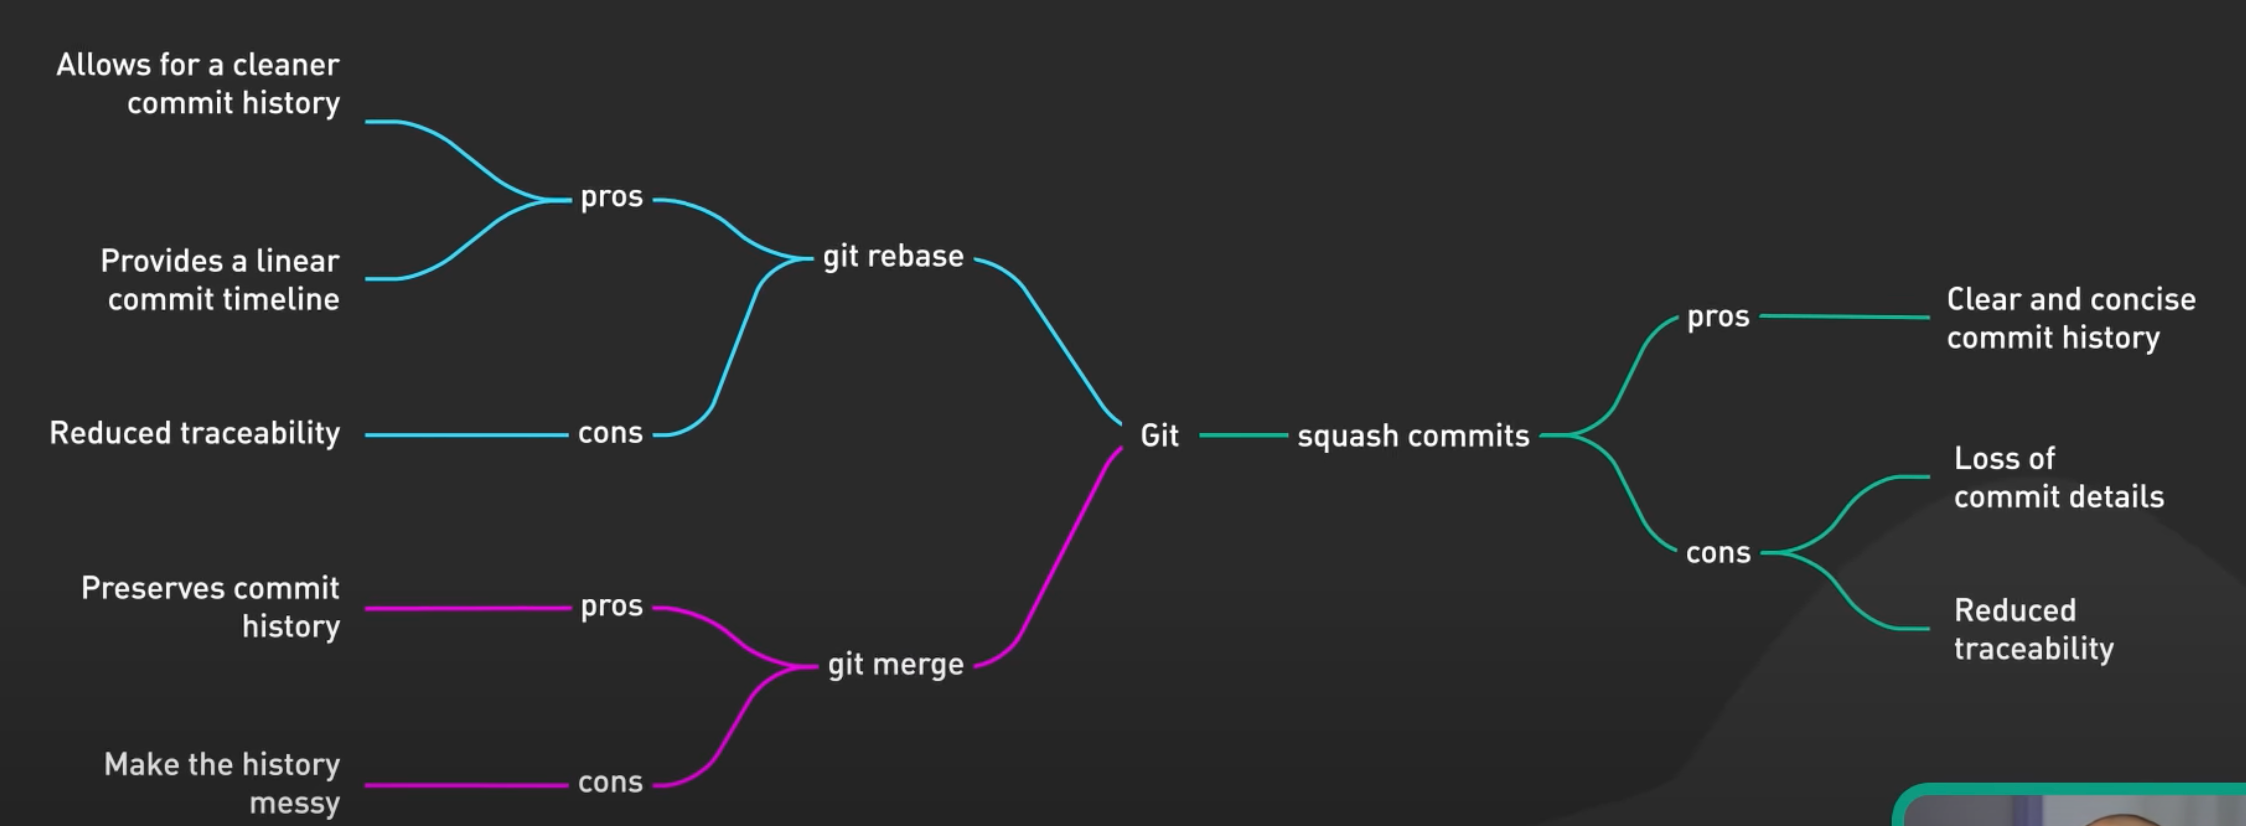 Allows for a cleaner
commit history
pros
Provides a linear
commit timeline
git rebase
Reduced traceability
cons
Git
squash commits
pros
Clear and concise
commit history
cons
Loss of
commit details
Reduced
traceability
Preserves commit
history
pros
git merge
Make the history
messy
cons